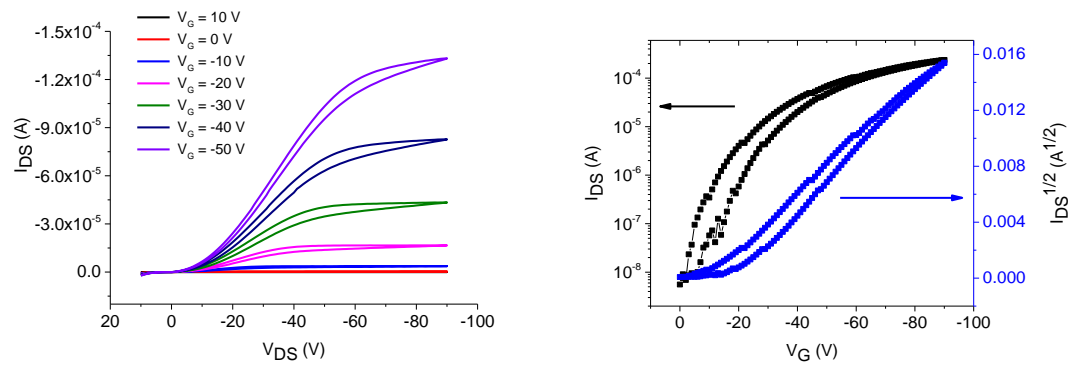 V_G = 10 V
V_G = 0 V
V_G = -10 V
V_G = -20 V
V_G = -30 V
V_G = -40 V
V_G = -50 V
-1.5x10^-4
-1.2x10^-4
-9.0x10^-5
-6.0x10^-5
-3.0x10^-5
0.0
I_DS (A)
20 0 -20 -40 -60 -80 -100
V_DS (V)
10^-4
10^-5
10^-6
10^-7
10^-8
I_DS (A)
0 -20 -40 -60 -80 -100
V_G (V)
0.016
0.012
0.008
0.004
0.000
I_DS^1/2 (A^1/2)